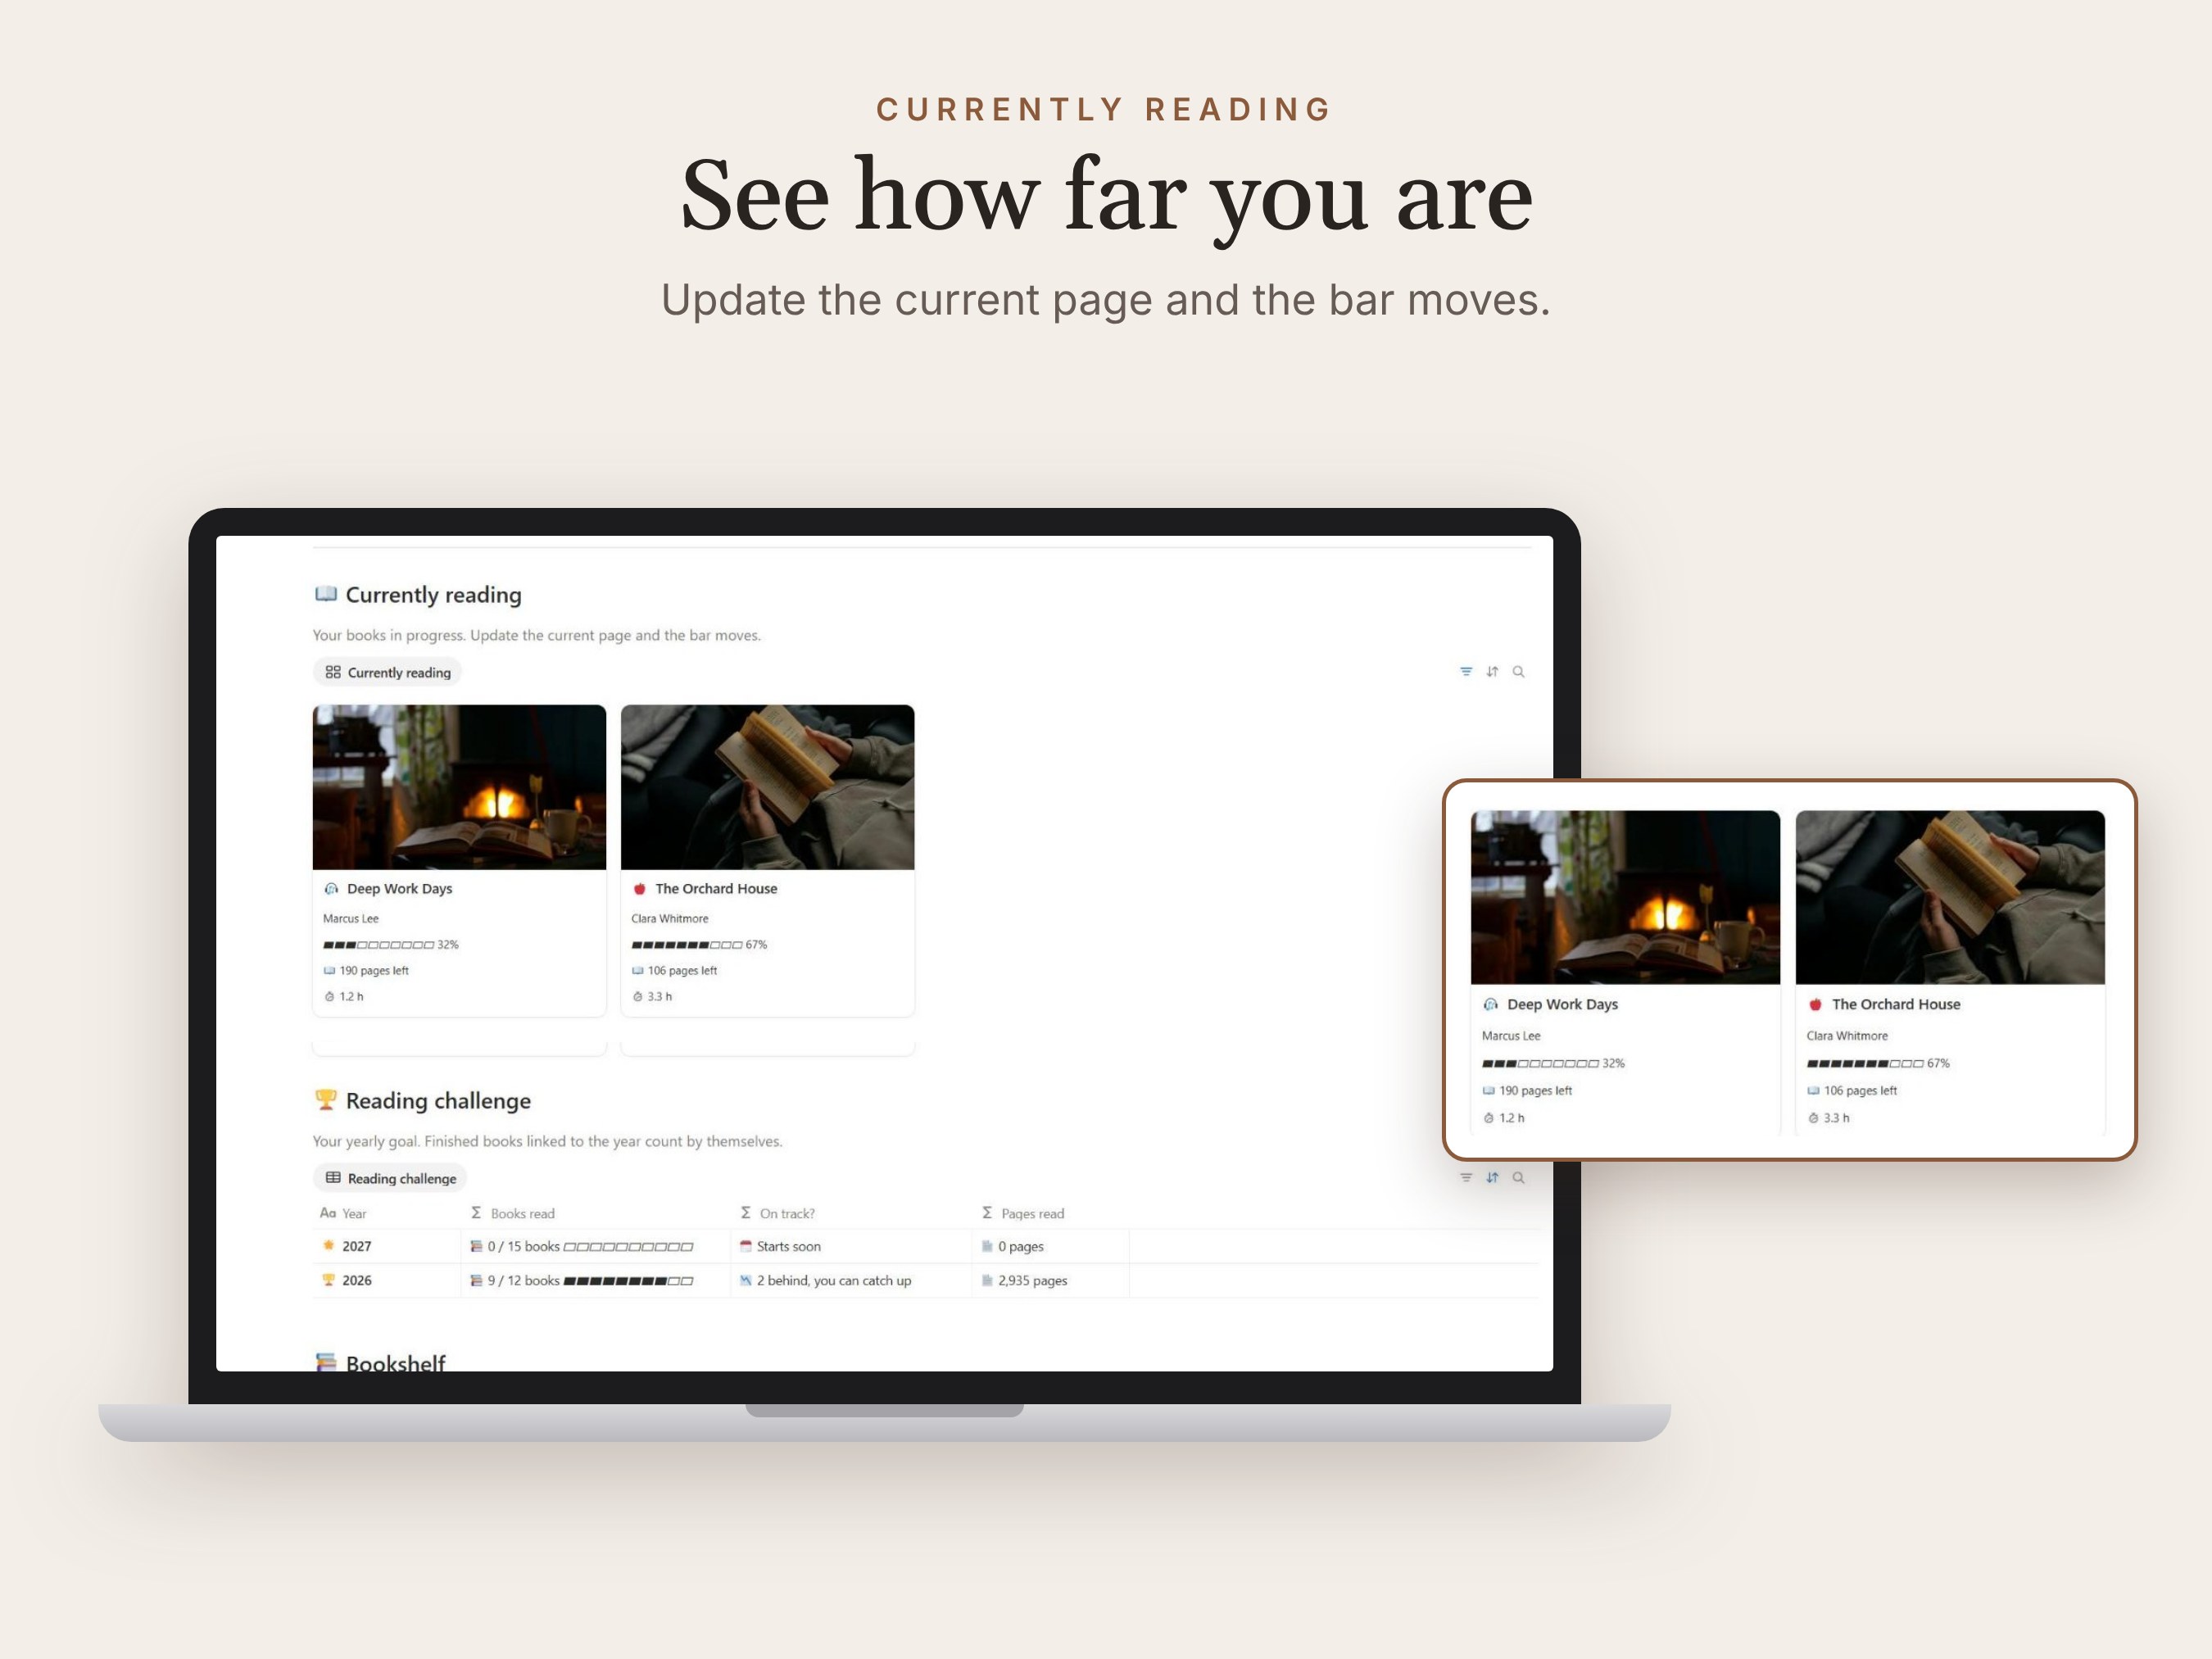 CURRENTLY READING
See how far you are
Update the current page and the bar moves.
Currently reading
Your books in progress. Update the current page and the bar moves.
Currently reading
Deep Work Days
Marcus Lee
32%
190 pages left
1.2 h
The Orchard House
Clara Whitmore
67%
106 pages left
3.3 h
Deep Work Days
Marcus Lee
32%
190 pages left
1.2 h
The Orchard House
Clara Whitmore
67%
106 pages left
3.3 h
Reading challenge
Your yearly goal. Finished books linked to the year count by themselves.
Reading challenge
Aa Year Σ Books read Σ On track? Σ Pages read
2027 0 / 15 books Starts soon 0 pages
2026 9 / 12 books 2 behind, you can catch up 2,935 pages
Bookshelf